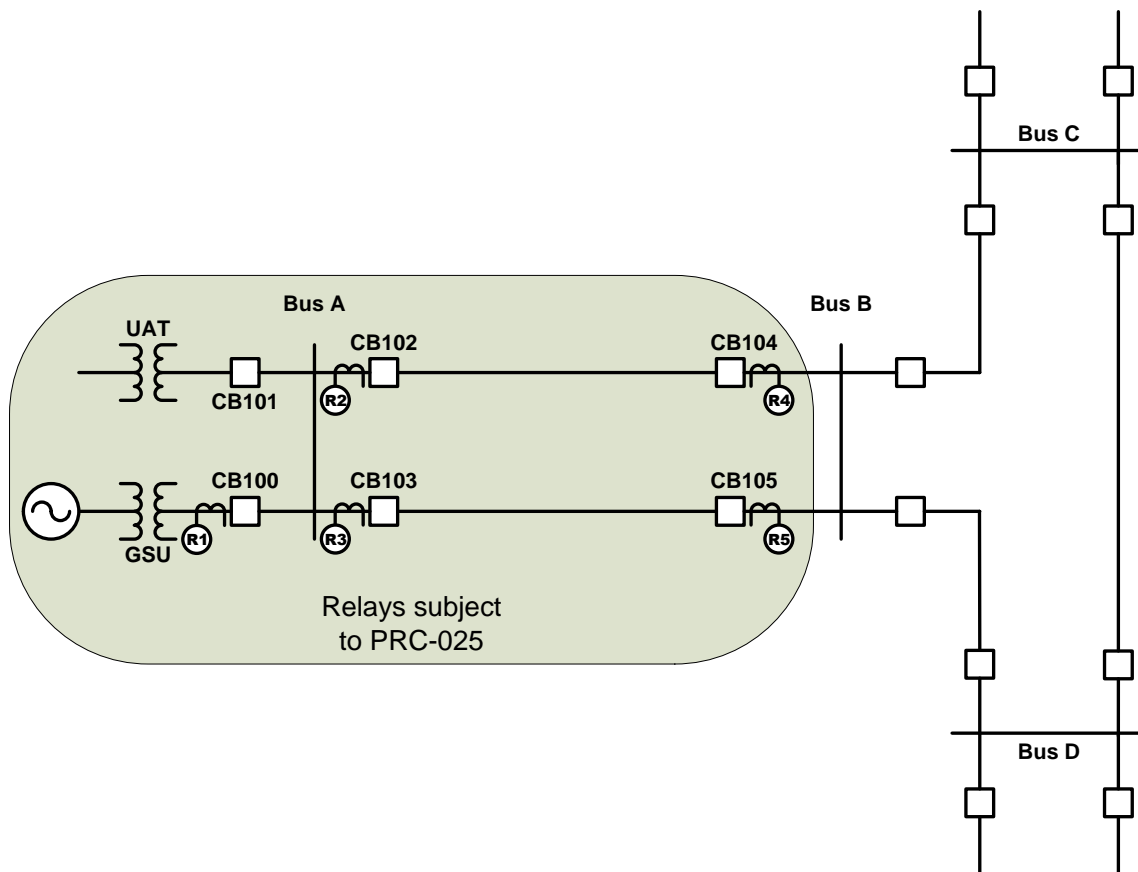 Bus C
Bus A
Bus B
UAT
CB102
CB104
CB101
R2
R4
CB100
CB103
CB105
R1
R3
R5
GSU
Relays subject
to PRC-025
Bus D